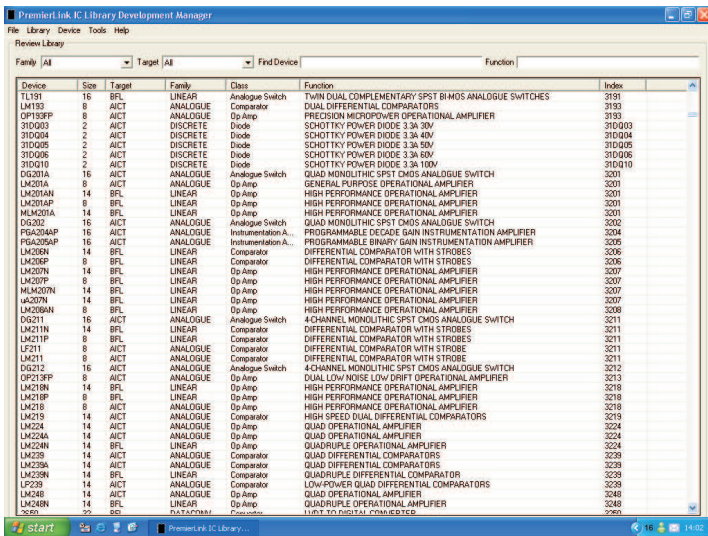 PremierLink IC Library Development Manager
File Library Device Tools Help
Review Library
Family All Target All Find Device Function
Device Size Target Family Class Function Index
TL191 16 BFL LINEAR Analogue Switch TWIN DUAL COMPLEMENTARY SPST BI-MOS ANALOGUE SWITCHES 3191
LM193 8 AICT ANALOGUE Comparator DUAL DIFFERENTIAL COMPARATORS 3193
OP193FP 8 AICT ANALOGUE Op Amp PRECISION MICROPOWER OPERATIONAL AMPLIFIER 3193
31DQ03 2 AICT DISCRETE Diode SCHOTTKY POWER DIODE 3.3A 30V 31DQ03
31DQ04 2 AICT DISCRETE Diode SCHOTTKY POWER DIODE 3.3A 40V 31DQ04
31DQ05 2 AICT DISCRETE Diode SCHOTTKY POWER DIODE 3.3A 50V 31DQ05
31DQ06 2 AICT DISCRETE Diode SCHOTTKY POWER DIODE 3.3A 60V 31DQ06
31DQ10 2 AICT DISCRETE Diode SCHOTTKY POWER DIODE 3.3A 100V 31DQ10
DG201A 16 AICT ANALOGUE Analogue Switch QUAD MONOLITHIC SPST CMOS ANALOGUE SWITCH 3201
LM201A 8 AICT ANALOGUE Op Amp GENERAL PURPOSE OPERATIONAL AMPLIFIER 3201
LM201AN 14 BFL LINEAR Op Amp HIGH PERFORMANCE OPERATIONAL AMPLIFIER 3201
LM201AP 8 BFL LINEAR Op Amp HIGH PERFORMANCE OPERATIONAL AMPLIFIER 3201
MLM201A 14 BFL LINEAR Op Amp HIGH PERFORMANCE OPERATIONAL AMPLIFIER 3201
DG202 16 AICT ANALOGUE Analogue Switch QUAD MONOLITHIC SPST CMOS ANALOGUE SWITCH 3202
PGA204AP 16 AICT ANALOGUE Instrumentation A... PROGRAMMABLE DECADE GAIN INSTRUMENTATION AMPLIFIER 3204
PGA205AP 16 AICT ANALOGUE Instrumentation A... PROGRAMMABLE BINARY GAIN INSTRUMENTATION AMPLIFIER 3205
LM206N 14 BFL LINEAR Comparator DIFFERENTIAL COMPARATOR WITH STROBES 3206
LM206P 8 BFL LINEAR Comparator DIFFERENTIAL COMPARATOR WITH STROBES 3206
LM207N 14 BFL LINEAR Op Amp HIGH PERFORMANCE OPERATIONAL AMPLIFIER 3207
LM207P 8 BFL LINEAR Op Amp HIGH PERFORMANCE OPERATIONAL AMPLIFIER 3207
MLM207N 14 BFL LINEAR Op Amp HIGH PERFORMANCE OPERATIONAL AMPLIFIER 3207
uA207N 14 BFL LINEAR Op Amp HIGH PERFORMANCE OPERATIONAL AMPLIFIER 3207
LM208AN 8 BFL LINEAR Op Amp HIGH PERFORMANCE OPERATIONAL AMPLIFIER 3208
DG211 16 AICT ANALOGUE Analogue Switch 4-CHANNEL MONOLITHIC SPST CMOS ANALOGUE SWITCH 3211
LM211N 14 BFL LINEAR Comparator DIFFERENTIAL COMPARATOR WITH STROBES 3211
LM211P 8 BFL LINEAR Comparator DIFFERENTIAL COMPARATOR WITH STROBES 3211
LF211 8 AICT ANALOGUE Comparator DIFFERENTIAL COMPARATOR WITH STROBE 3211
LM211 8 AICT ANALOGUE Comparator DIFFERENTIAL COMPARATOR WITH STROBE 3211
DG212 16 AICT ANALOGUE Analogue Switch 4-CHANNEL MONOLITHIC SPST CMOS ANALOGUE SWITCH 3212
OP213FP 8 AICT ANALOGUE Op Amp DUAL LOW NOISE LOW DRIFT OPERATIONAL AMPLIFIER 3213
LM218N 14 BFL LINEAR Op Amp HIGH PERFORMANCE OPERATIONAL AMPLIFIER 3218
LM218P 8 BFL LINEAR Op Amp HIGH PERFORMANCE OPERATIONAL AMPLIFIER 3218
LM218 8 AICT ANALOGUE Op Amp HIGH PERFORMANCE OPERATIONAL AMPLIFIER 3218
LM219 14 AICT ANALOGUE Comparator HIGH SPEED DUAL DIFFERENTIAL COMPARATORS 3219
LM224 14 AICT ANALOGUE Op Amp QUAD OPERATIONAL AMPLIFIER 3224
LM224A 14 AICT ANALOGUE Op Amp QUAD OPERATIONAL AMPLIFIER 3224
LM224N 14 BFL LINEAR Op Amp QUADRUPLE OPERATIONAL AMPLIFIER 3224
LM239 14 AICT ANALOGUE Comparator QUAD DIFFERENTIAL COMPARATORS 3239
LM239A 14 AICT ANALOGUE Comparator QUAD DIFFERENTIAL COMPARATORS 3239
LM239N 14 BFL LINEAR Comparator QUADRUPLE DIFFERENTIAL COMPARATOR 3239
LP239 14 AICT ANALOGUE Comparator LOW-POWER QUAD DIFFERENTIAL COMPARATORS 3239
LM248 14 AICT ANALOGUE Op Amp QUAD OPERATIONAL AMPLIFIER 3248
LM248N 14 BFL LINEAR Op Amp QUADRUPLE OPERATIONAL AMPLIFIER 3248
2S50 32 BFL DATACONV Converter LVDT TO DIGITAL CONVERTER 3250
start PremierLink IC Library... 16 14:02